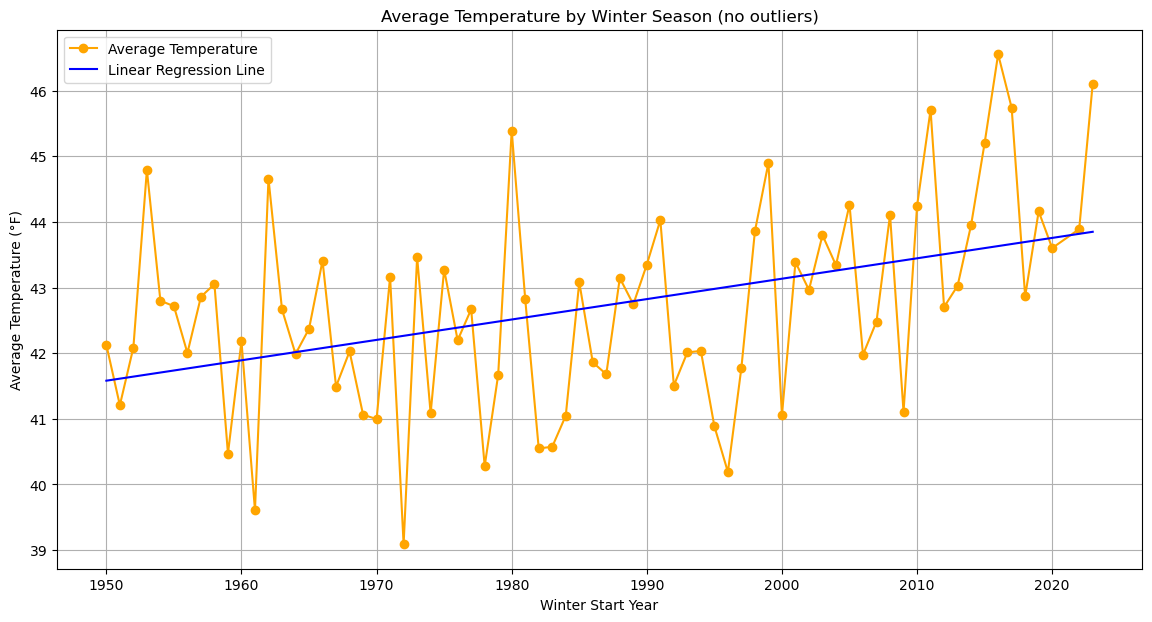 Average Temperature by Winter Season (no outliers)
Average Temperature
Linear Regression Line
Average Temperature (°F)
46
45
44
43
42
41
40
39
1950 1960 1970 1980 1990 2000 2010 2020
Winter Start Year